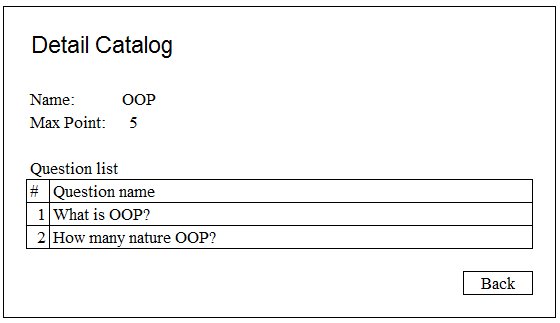 Detail Catalog
Name: OOP
Max Point: 5
Question list
# Question name
1 What is OOP?
2 How many nature OOP?
Back